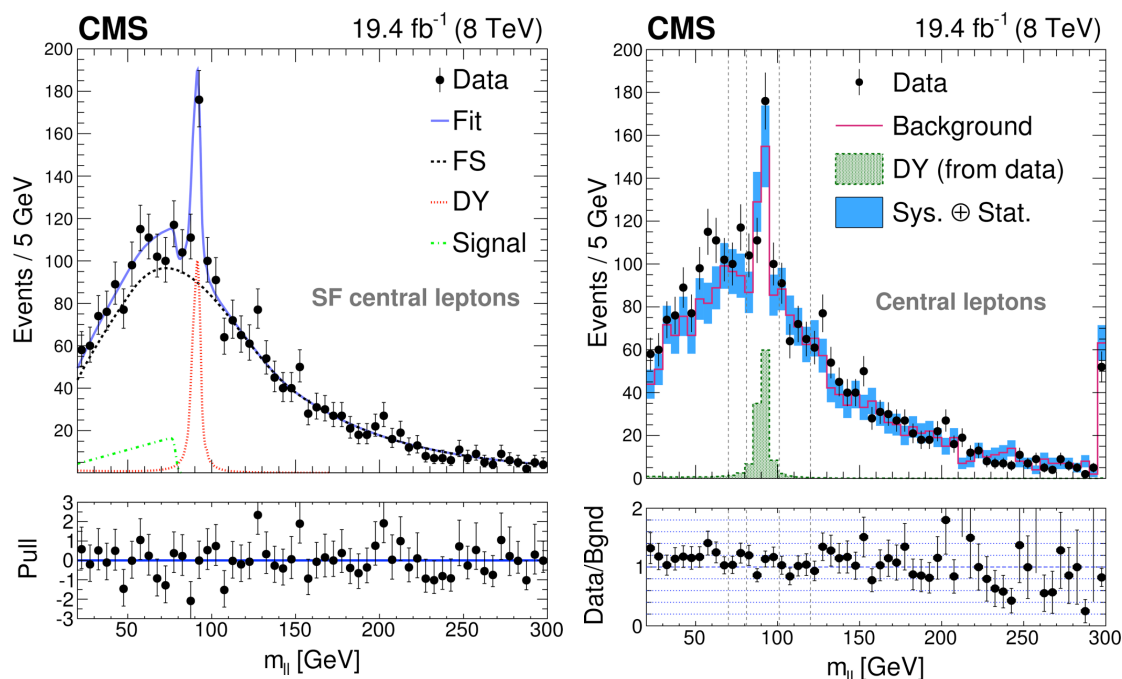 CMS 19.4 fb⁻¹ (8 TeV)
Events / 5 GeV
200
180
160
140
120
100
80
60
40
20
Data
Fit
FS
DY
Signal
SF central leptons
Pull
3
2
1
0
-1
-2
-3
50 100 150 200 250 300
m_ll [GeV]
CMS 19.4 fb⁻¹ (8 TeV)
Events / 5 GeV
200
180
160
140
120
100
80
60
40
20
0
Data
Background
DY (from data)
Sys. ⊕ Stat.
Central leptons
Data/Bgnd
2
1
0
50 100 150 200 250 300
m_ll [GeV]